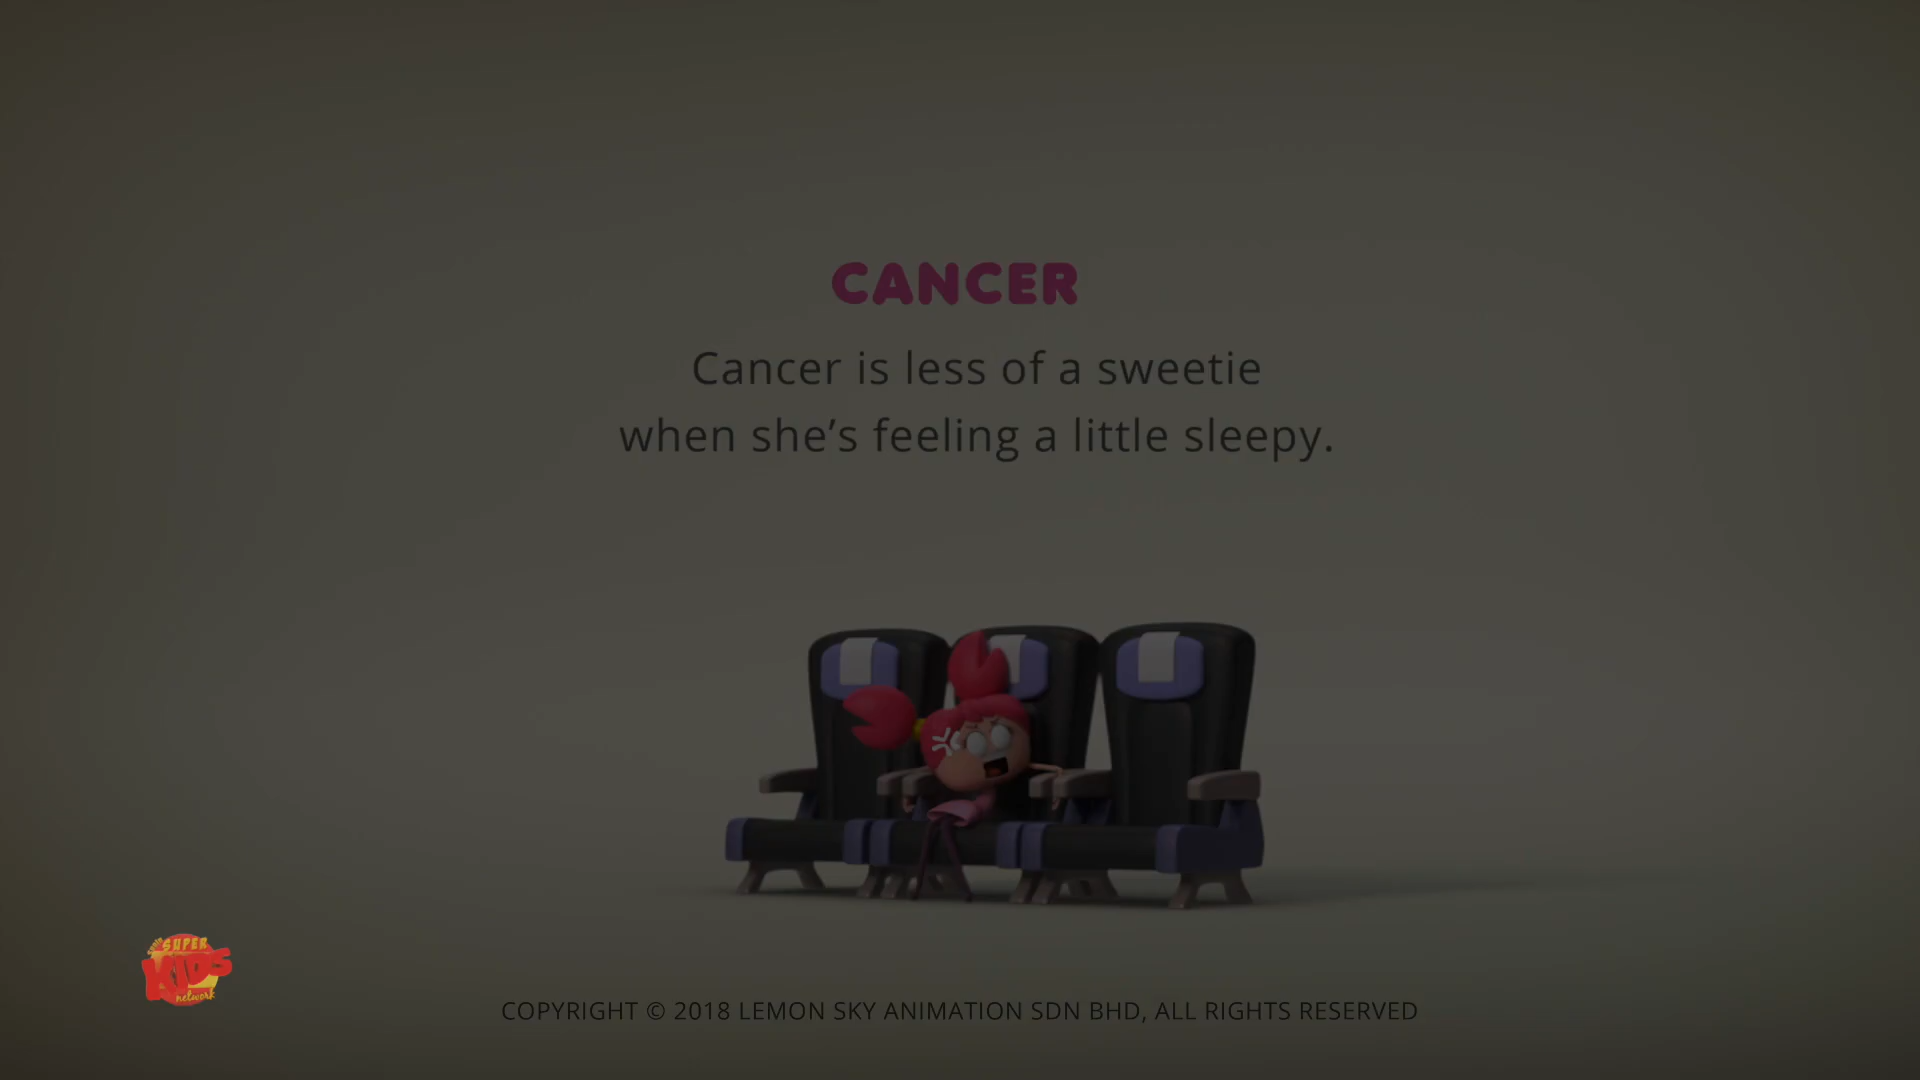 CANCER
Cancer is less of a sweetie
when she’s feeling a little sleepy.
SUPER
KIDS
network
COPYRIGHT © 2018 LEMON SKY ANIMATION SDN BHD, ALL RIGHTS RESERVED